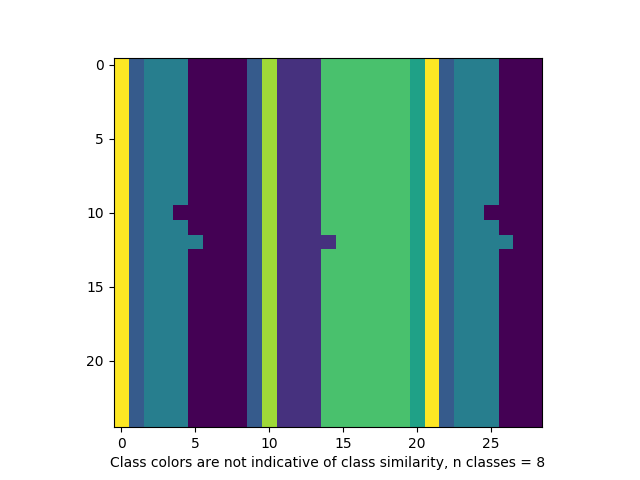 0
5
10
15
20
0 5 10 15 20 25
Class colors are not indicative of class similarity, n classes = 8